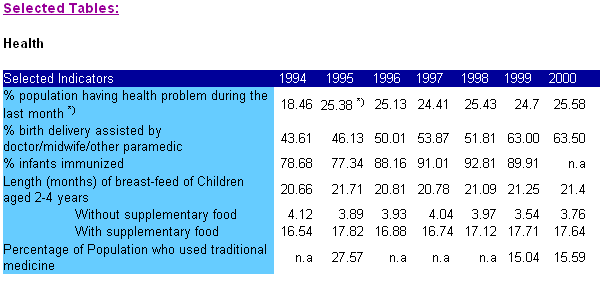 Selected Tables:
Health
Selected Indicators 1994 1995 1996 1997 1998 1999 2000
% population having health problem during the
last month *) 18.46 25.38 *) 25.13 24.41 25.43 24.7 25.58
% birth delivery assisted by
doctor/midwife/other paramedic 43.61 46.13 50.01 53.87 51.81 63.00 63.50
% infants immunized 78.68 77.34 88.16 91.01 92.81 89.91 n.a
Length (months) of breast-feed of Children
aged 2-4 years 20.66 21.71 20.81 20.78 21.09 21.25 21.4
Without supplementary food 4.12 3.89 3.93 4.04 3.97 3.54 3.76
With supplementary food 16.54 17.82 16.88 16.74 17.12 17.71 17.64
Percentage of Population who used traditional
medicine n.a 27.57 n.a n.a n.a 15.04 15.59